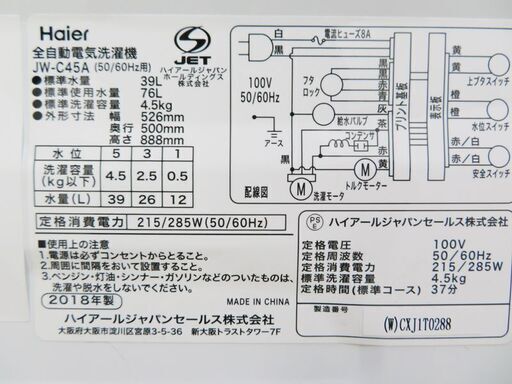 Haier
全自動電気洗濯機
JW-C45A (50/60Hz用)
S
JET
ハイアールジャパン
ホールディングス
株式会社
●標準水量 39L
●標準使用水量 76L
●標準洗濯容量 4.5kg
●外形寸法 幅 526mm
奥行 500mm
高さ 888mm
水位 5 3 1
洗濯容量(kg以下) 4.5 2.5 0.5
水量(L) 39 26 12
定格消費電力 215/285W(50/60Hz)
白
黒
100V
50/60Hz
アース
配線図
電流ヒューズ8A
フタロック
黒
赤
青
給水バルブ
灰
茶
コンデンサ
黒
赤
M
洗濯モータ
M
トルクモーター
プリント基板
表示板
黄
黄
上ブタスイッチ
橙
橙
水位スイッチ
赤/白
赤/白
安全スイッチ
■使用上の注意
1.電源は必ずコンセントからとること。
2.周囲に間隔をおいて設置すること。
3.ベンジン・灯油・シンナー・ガソリンなどのついたものは、
洗濯や脱水をしないでください。
2018年製
MADE IN CHINA
ハイアールジャパンセールス株式会社
大阪府大阪市淀川区宮原3-5-36 新大阪トラストタワー7F
PS
E
ハイアールジャパンセールス株式会社
定格電圧 100V
定格周波数 50/60Hz
定格消費電力 215/285W
標準洗濯容量 4.5kg
定格時間(標準コース) 37分
製造番号
(W)CXJ1T0288